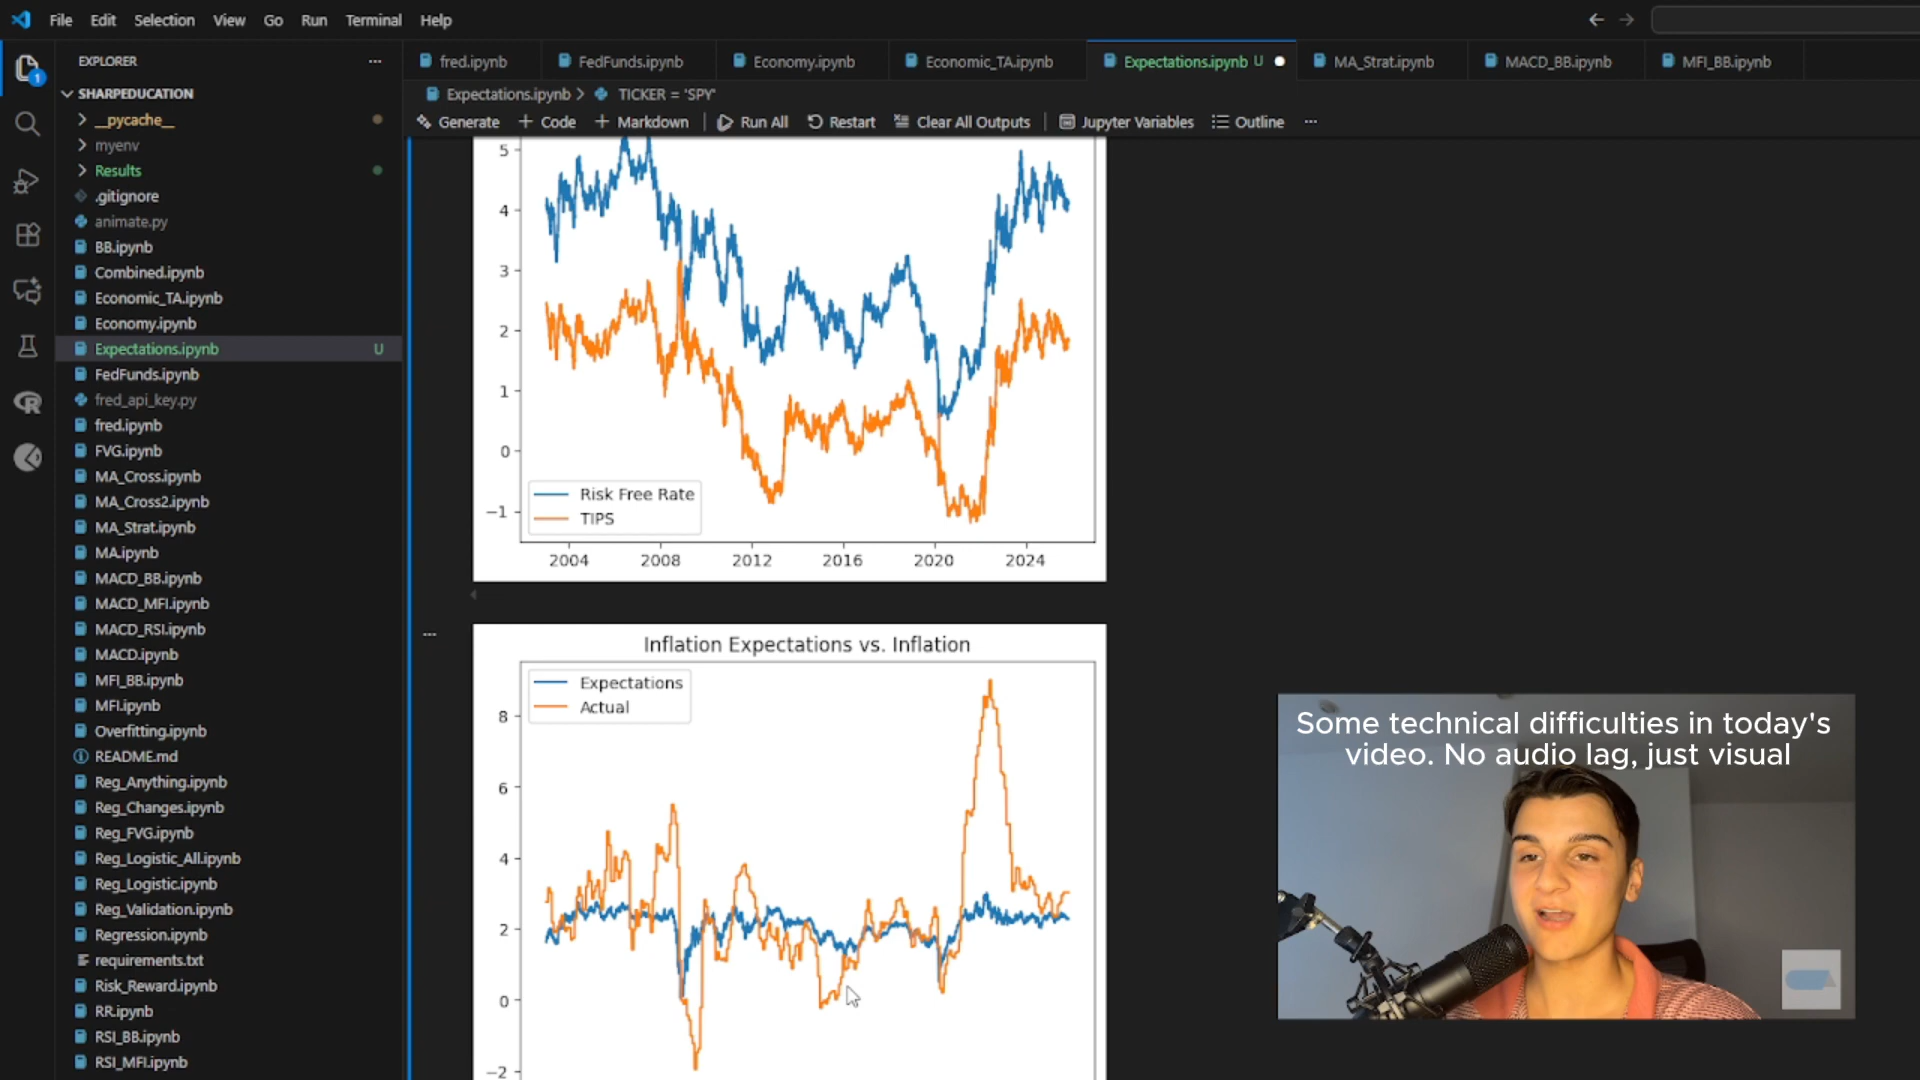 File Edit Selection View Go Run Terminal Help
EXPLORER
SHARPEDUCATION
__pycache__
myenv
Results
.gitignore
animate.py
BB.ipynb
Combined.ipynb
Economic_TA.ipynb
Economy.ipynb
Expectations.ipynb U
FedFunds.ipynb
fred_api_key.py
fred.ipynb
FVG.ipynb
MA_Cross.ipynb
MA_Cross2.ipynb
MA_Strat.ipynb
MA.ipynb
MACD_BB.ipynb
MACD_MFI.ipynb
MACD_RSI.ipynb
MACD.ipynb
MFI_BB.ipynb
MFI.ipynb
Overfitting.ipynb
README.md
Reg_Anything.ipynb
Reg_Changes.ipynb
Reg_FVG.ipynb
Reg_Logistic_All.ipynb
Reg_Logistic.ipynb
Reg_Validation.ipynb
Regression.ipynb
requirements.txt
Risk_Reward.ipynb
RR.ipynb
RSI_BB.ipynb
RSI_MFI.ipynb
1
fred.ipynb FedFunds.ipynb Economy.ipynb Economic_TA.ipynb Expectations.ipynb U MA_Strat.ipynb MACD_BB.ipynb MFI_BB.ipynb
Expectations.ipynb > TICKER = 'SPY'
Generate + Code + Markdown Run All Restart Clear All Outputs Jupyter Variables Outline ...
5
4
3
2
1
0
−1
Risk Free Rate
TIPS
2004 2008 2012 2016 2020 2024
Inflation Expectations vs. Inflation
Expectations
Actual
8
6
4
2
0
−2
Some technical difficulties in today's
video. No audio lag, just visual